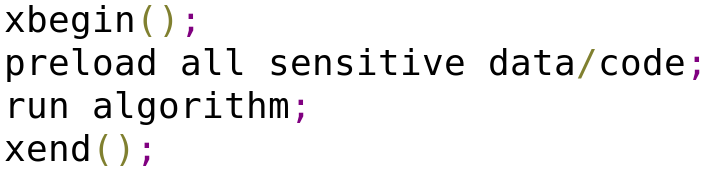 xbegin();
preload all sensitive data/code;
run algorithm;
xend();